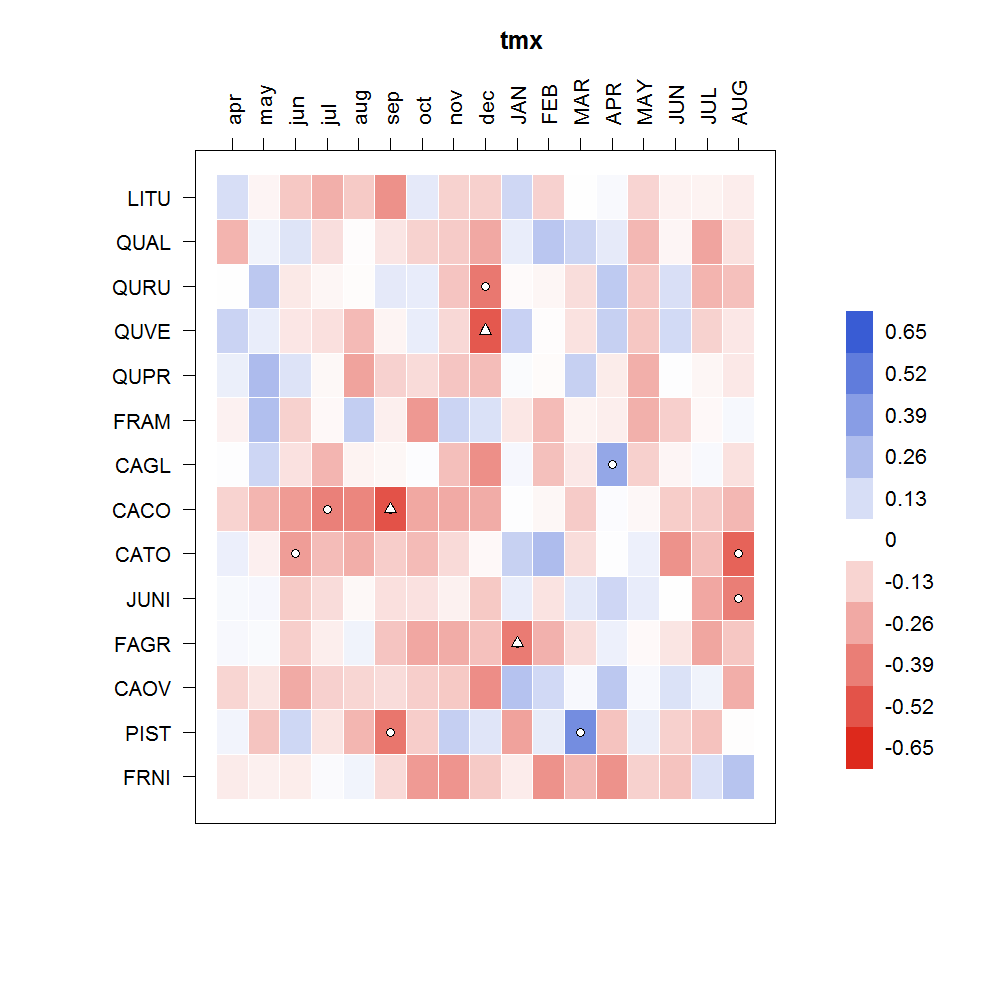 tmx
apr may jun jul aug sep oct nov dec JAN FEB MAR APR MAY JUN JUL AUG
LITU
QUAL
QURU
QUVE
QUPR
FRAM
CAGL
CACO
CATO
JUNI
FAGR
CAOV
PIST
FRNI
0.65
0.52
0.39
0.26
0.13
0
-0.13
-0.26
-0.39
-0.52
-0.65